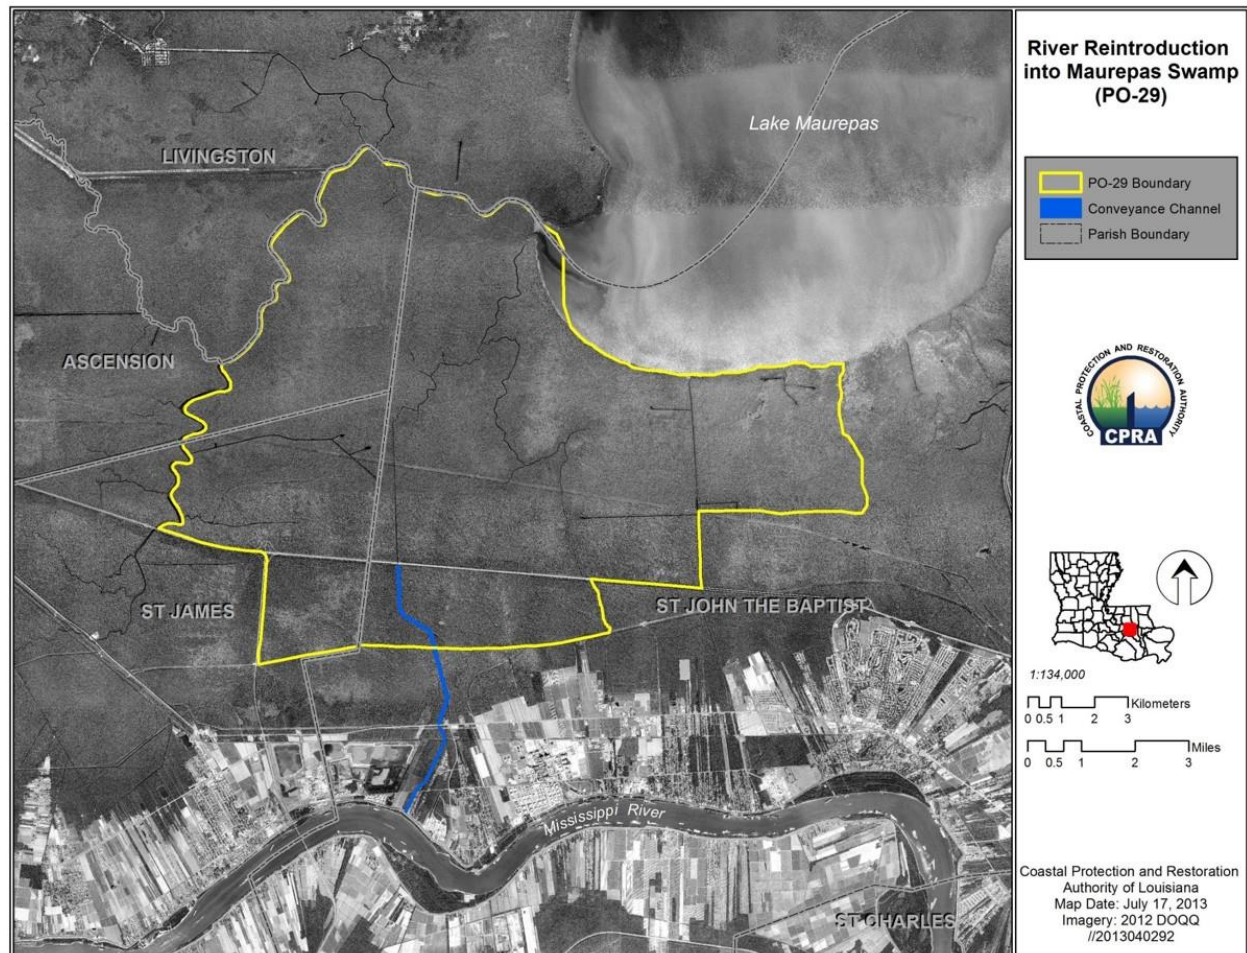 River Reintroduction
into Maurepas Swamp
(PO-29)
Lake Maurepas
LIVINGSTON
PO-29 Boundary
Conveyance Channel
Parish Boundary
ASCENSION
COASTAL PROTECTION AND RESTORATION AUTHORITY
CPRA
ST JAMES
ST JOHN THE BAPTIST
1:134,000
Kilometers
0 0.5 1 2 3
Miles
0 0.5 1 2 3
Mississippi River
ST CHARLES
Coastal Protection and Restoration
Authority of Louisiana
Map Date: July 17, 2013
Imagery: 2012 DOQQ
//2013040292